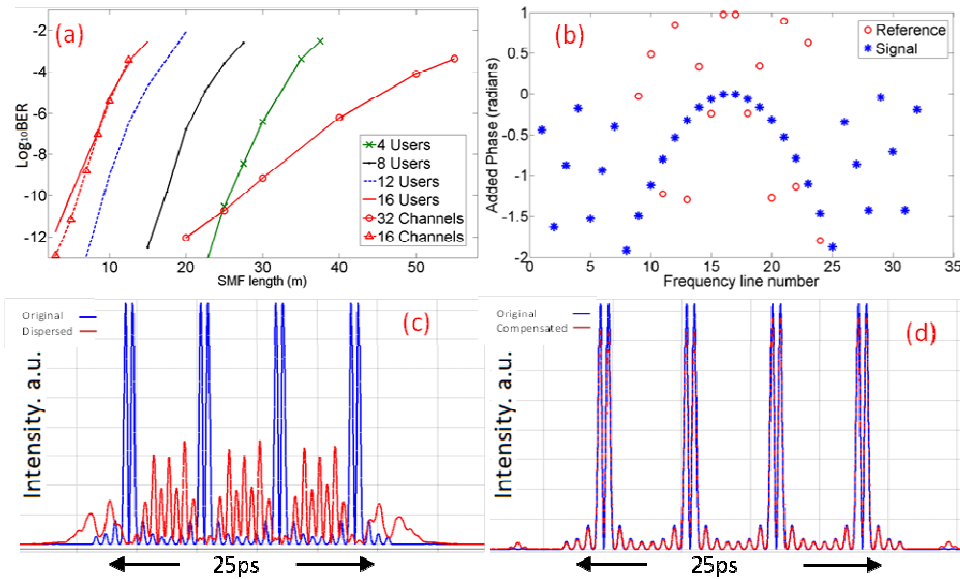 (a)
Log₁₀BER
-2
-4
-6
-8
-10
-12
10
20
30
40
50
SMF length (m)
4 Users
8 Users
12 Users
16 Users
32 Channels
16 Channels
(b)
Added Phase (radians)
1
0.5
0
-0.5
-1
-1.5
-2
0
5
10
15
20
25
30
35
Frequency line number
Reference
Signal
(c)
Original
Dispersed
Intensity. a.u.
25ps
(d)
Original
Compensated
Intensity. a.u.
25ps